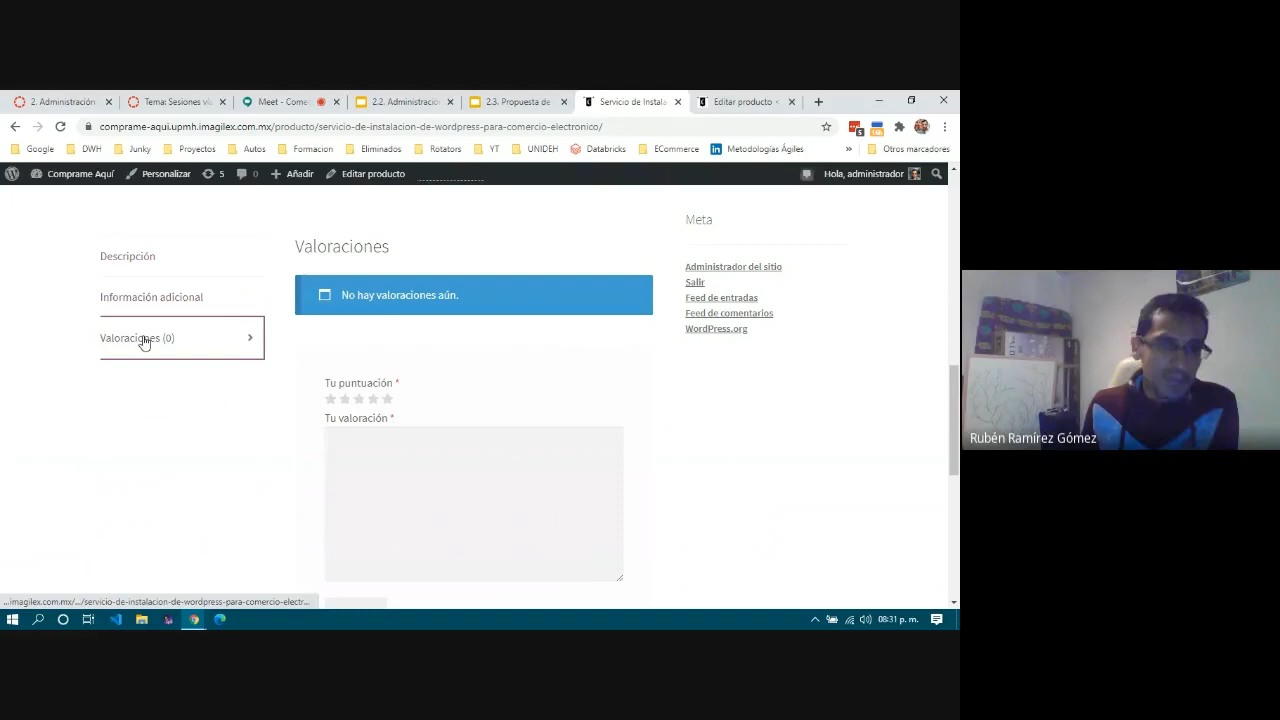 2. Administración
Tema: Sesiones ví
Meet - Come
2.2. Administració
2.3. Propuesta de
Servicio de Instala
Editar producto <
comprame-aqui.upmh.imagilex.com.mx/producto/servicio-de-instalacion-de-wordpress-para-comercio-electronico/
5
16h
Google
DWH
Junky
Proyectos
Autos
Formacion
Eliminados
Rotators
YT
UNIDEH
Databricks
ECommerce
Metodologías Ágiles
»
Otros marcadores
Comprame Aquí
Personalizar
5
0
Añadir
Editar producto
Hola, administrador
Descripción
Información adicional
Valoraciones (0)
Valoraciones
No hay valoraciones aún.
Tu puntuación *
Tu valoración *
Meta
Administrador del sitio
Salir
Feed de entradas
Feed de comentarios
WordPress.org
...imagilex.com.mx/.../servicio-de-instalacion-de-wordpress-para-comercio-electr...
08:31 p. m.
Rubén Ramírez Gómez